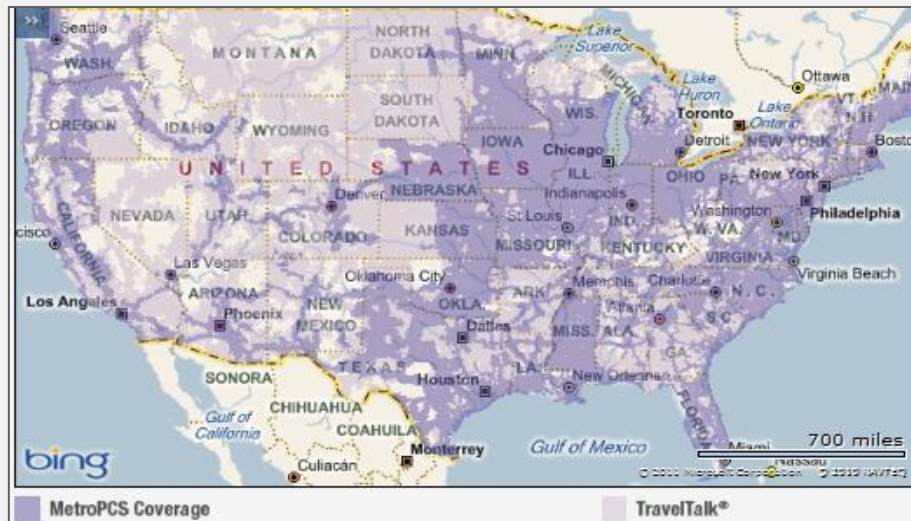 Seattle
WASH.
MONTANA
NORTH
DAKOTA
MINN.
Lake
Superior
Ottawa
MAIN
OREGON
IDAHO
WYOMING
SOUTH
DAKOTA
WIS.
MICHIGAN
Lake
Huron
Toronto
Lake
Ontario
VT.
N.H.
NEW YORK
Bosto
UNITED STATES
IOWA
Chicago
Detroit
NEBRASKA
ILL.
OHIO
PA.
New York
Indianapolis
Philadelphia
NEVADA
UTAH
Denver
COLORADO
KANSAS
St Louis
MISSOURI
IND.
Washington
W. VA.
MD.
cisco
CALIFORNIA
KENTUCKY
VIRGINIA
Las Vegas
Oklahoma City
Virginia Beach
Los Angeles
ARIZONA
Phoenix
NEW
MEXICO
OKLA.
ARK.
Memphis
Charlotte
N. C.
Atlanta
S.C.
Dallas
MISS.
ALA.
GA.
TEXAS
LA.
SONORA
Houston
New Orleans
FLORIDA
CHIHUAHUA
Gulf of
California
COAHUILA
Monterrey
Gulf of Mexico
Miami
700 miles
bing
Culiacán
Nassau
MetroPCS Coverage
TravelTalk®